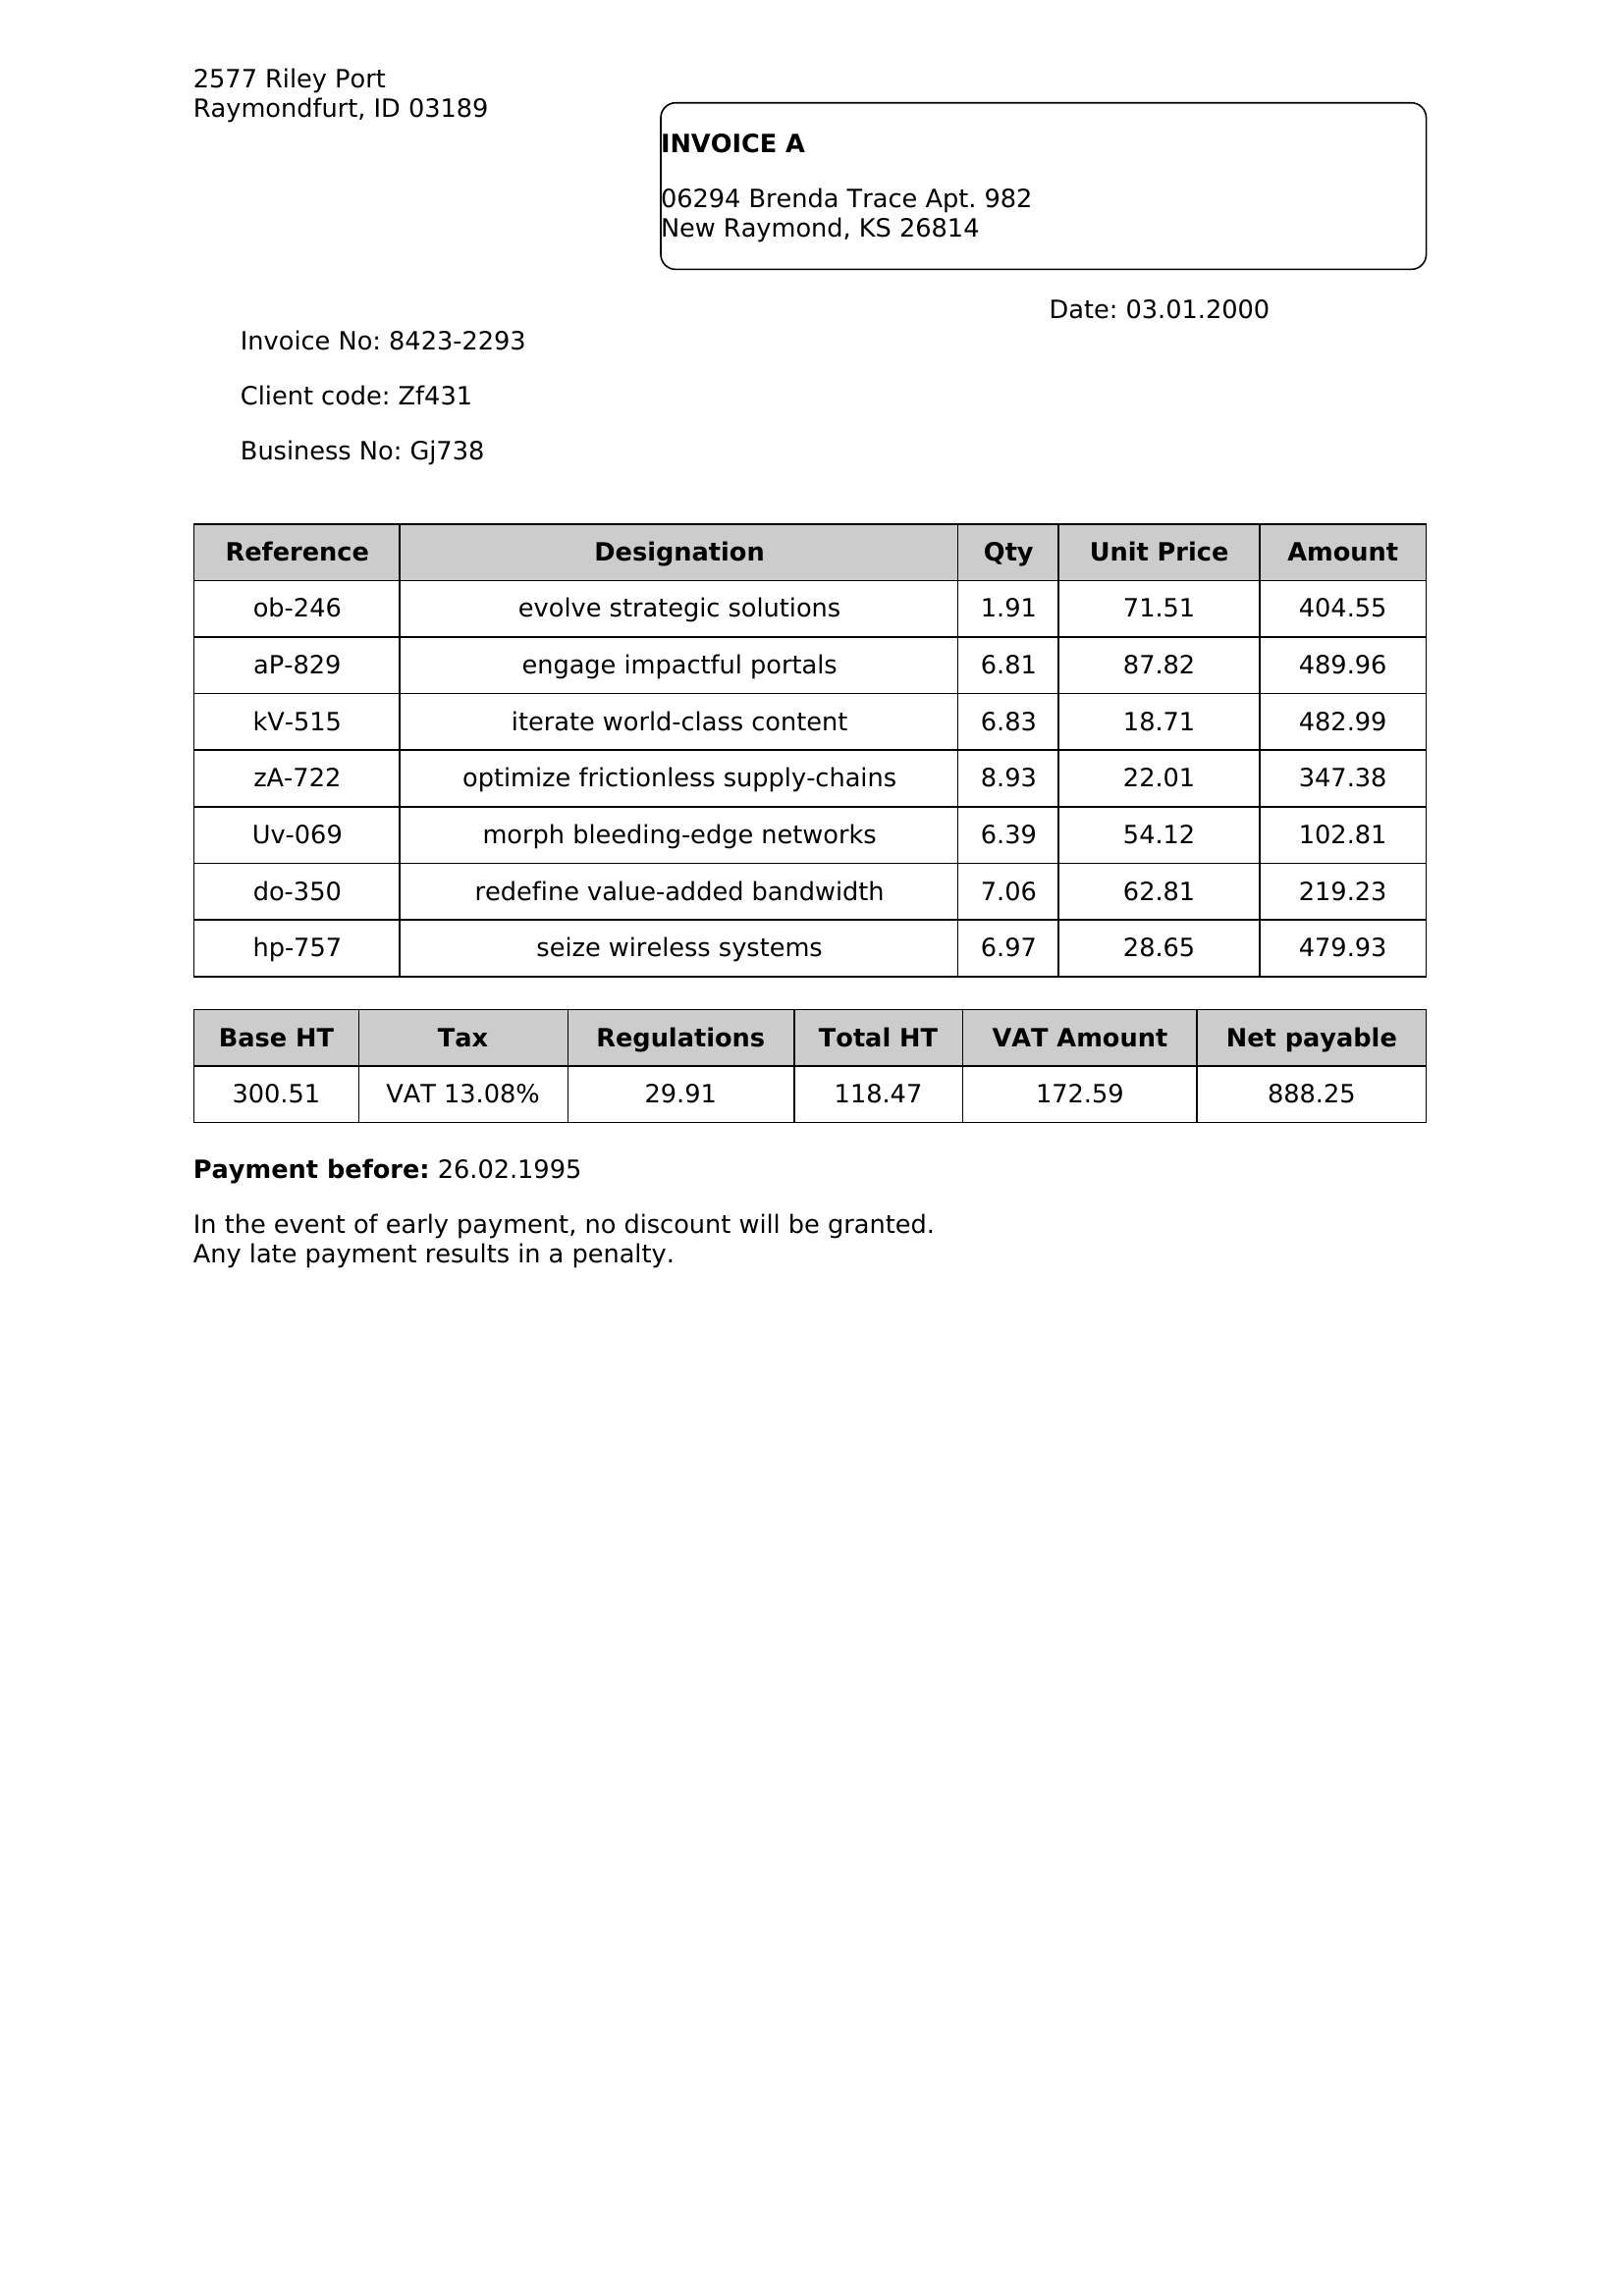 2577 Riley Port
Raymondfurt, ID 03189
INVOICE A
06294 Brenda Trace Apt. 982
New Raymond, KS 26814
Date: 03.01.2000
Invoice No: 8423-2293
Client code: Zf431
Business No: Gj738
Reference Designation Qty Unit Price Amount
ob-246 evolve strategic solutions 1.91 71.51 404.55
aP-829 engage impactful portals 6.81 87.82 489.96
kV-515 iterate world-class content 6.83 18.71 482.99
zA-722 optimize frictionless supply-chains 8.93 22.01 347.38
Uv-069 morph bleeding-edge networks 6.39 54.12 102.81
do-350 redefine value-added bandwidth 7.06 62.81 219.23
hp-757 seize wireless systems 6.97 28.65 479.93
Base HT Tax Regulations Total HT VAT Amount Net payable
300.51 VAT 13.08% 29.91 118.47 172.59 888.25
Payment before: 26.02.1995
In the event of early payment, no discount will be granted.
Any late payment results in a penalty.